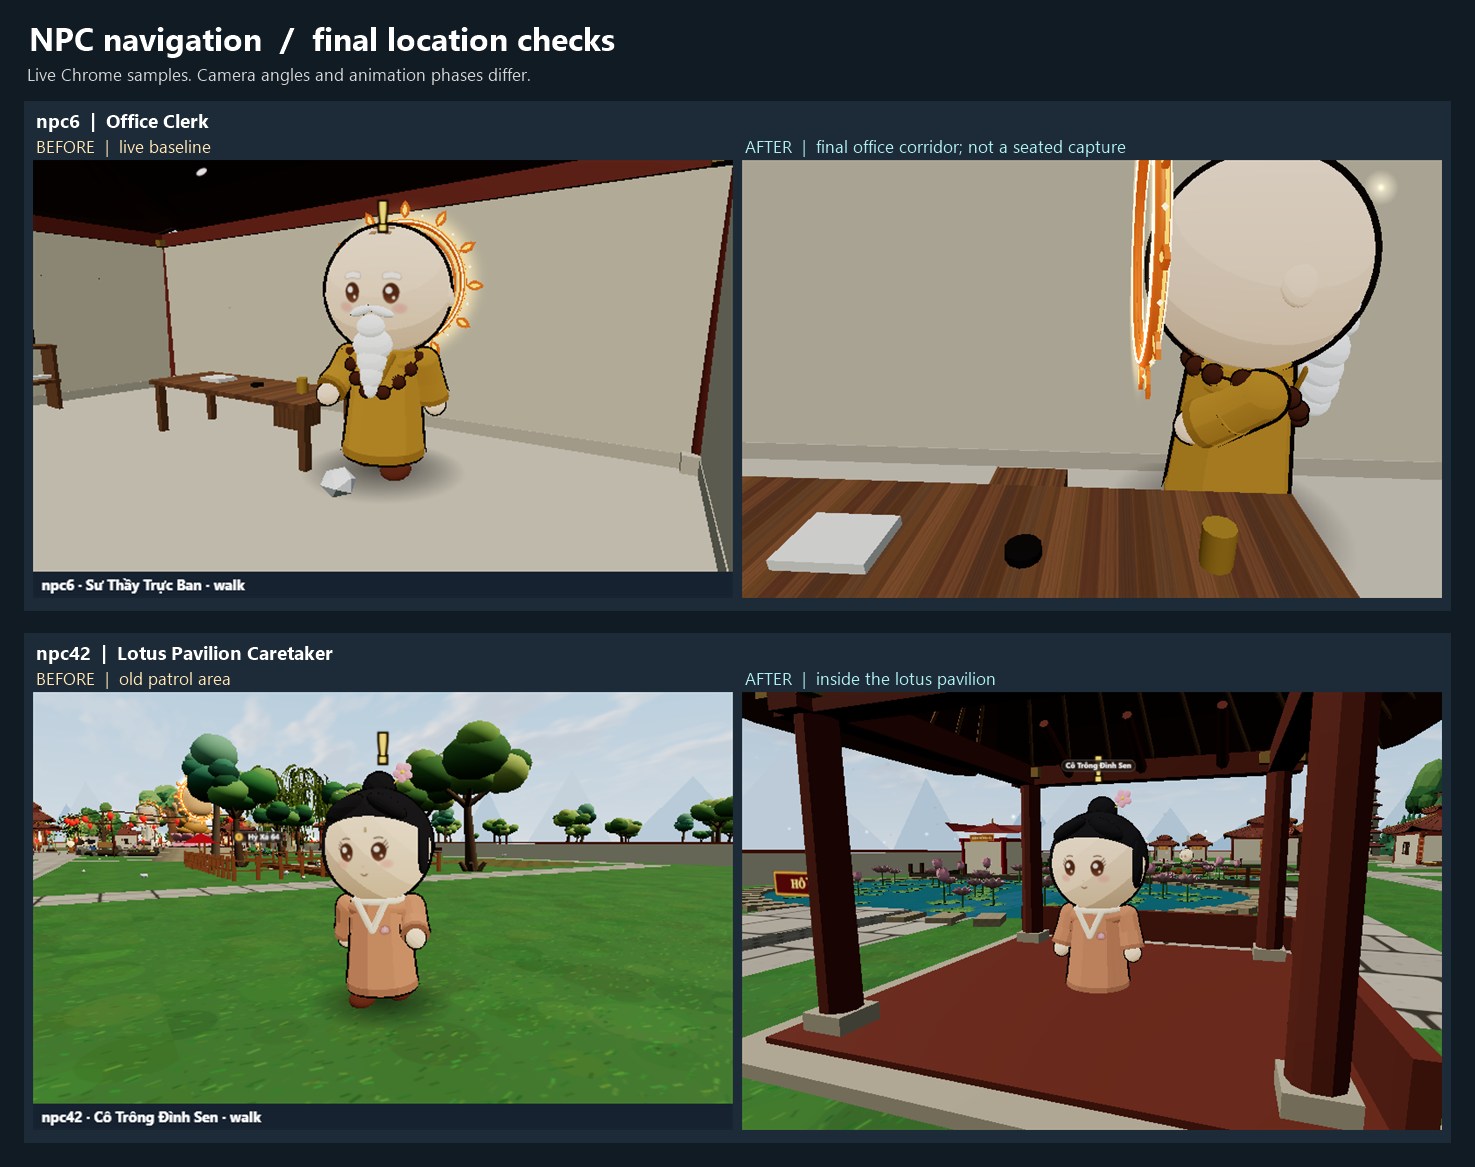 NPC navigation / final location checks
Live Chrome samples. Camera angles and animation phases differ.
npc6 | Office Clerk
BEFORE | live baseline
AFTER | final office corridor; not a seated capture
npc6 - Sư Thầy Trực Ban - walk
npc42 | Lotus Pavilion Caretaker
BEFORE | old patrol area
AFTER | inside the lotus pavilion
Cô Trông Đình Sen
HỒ
npc42 - Cô Trông Đình Sen - walk